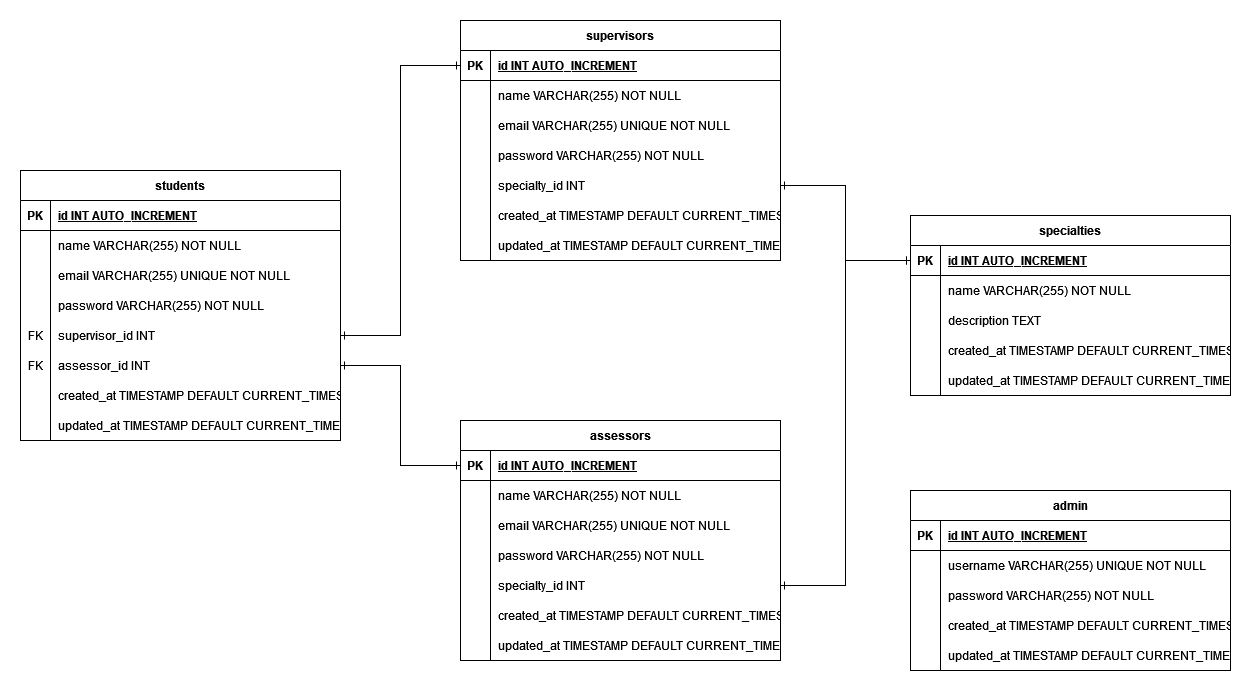 supervisors
PK id INT AUTO_INCREMENT
name VARCHAR(255) NOT NULL
email VARCHAR(255) UNIQUE NOT NULL
password VARCHAR(255) NOT NULL
specialty_id INT
created_at TIMESTAMP DEFAULT CURRENT_TIMES
updated_at TIMESTAMP DEFAULT CURRENT_TIME
students
PK id INT AUTO_INCREMENT
name VARCHAR(255) NOT NULL
email VARCHAR(255) UNIQUE NOT NULL
password VARCHAR(255) NOT NULL
FK supervisor_id INT
FK assessor_id INT
created_at TIMESTAMP DEFAULT CURRENT_TIMES
updated_at TIMESTAMP DEFAULT CURRENT_TIME
specialties
PK id INT AUTO_INCREMENT
name VARCHAR(255) NOT NULL
description TEXT
created_at TIMESTAMP DEFAULT CURRENT_TIMES
updated_at TIMESTAMP DEFAULT CURRENT_TIME
assessors
PK id INT AUTO_INCREMENT
name VARCHAR(255) NOT NULL
email VARCHAR(255) UNIQUE NOT NULL
password VARCHAR(255) NOT NULL
specialty_id INT
created_at TIMESTAMP DEFAULT CURRENT_TIMES
updated_at TIMESTAMP DEFAULT CURRENT_TIME
admin
PK id INT AUTO_INCREMENT
username VARCHAR(255) UNIQUE NOT NULL
password VARCHAR(255) NOT NULL
created_at TIMESTAMP DEFAULT CURRENT_TIMES
updated_at TIMESTAMP DEFAULT CURRENT_TIME